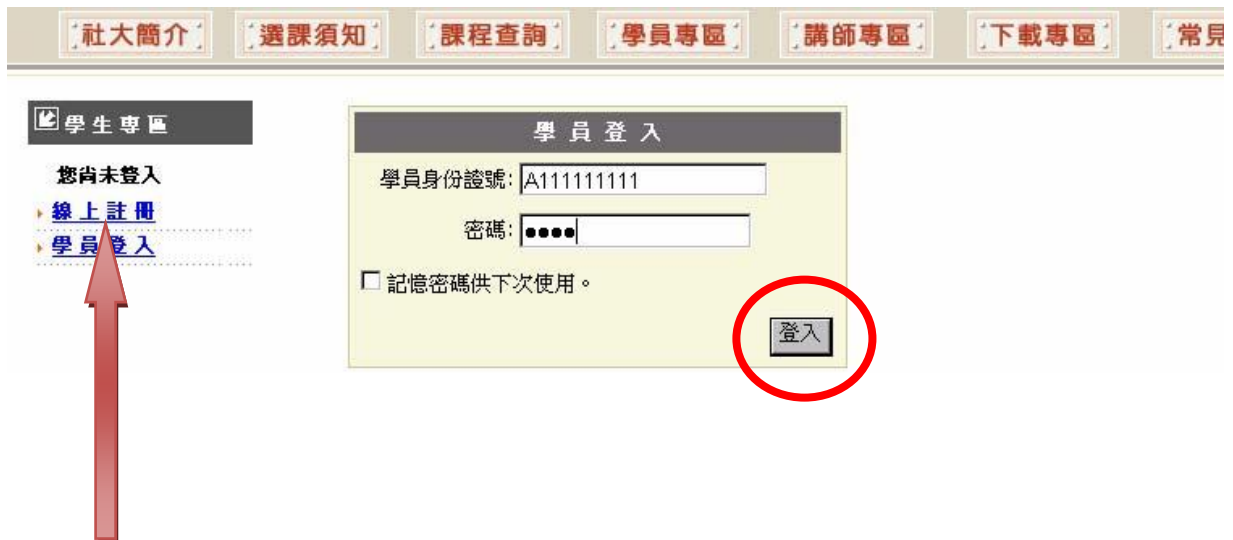 社大簡介 選課須知 課程查詢 學員專區 講師專區 下載專區 常見
學生專區
您尚未登入
線上註冊
學員登入
學員登入
學員身份證號: A111111111
密碼: ●●●●
記憶密碼供下次使用。
登入